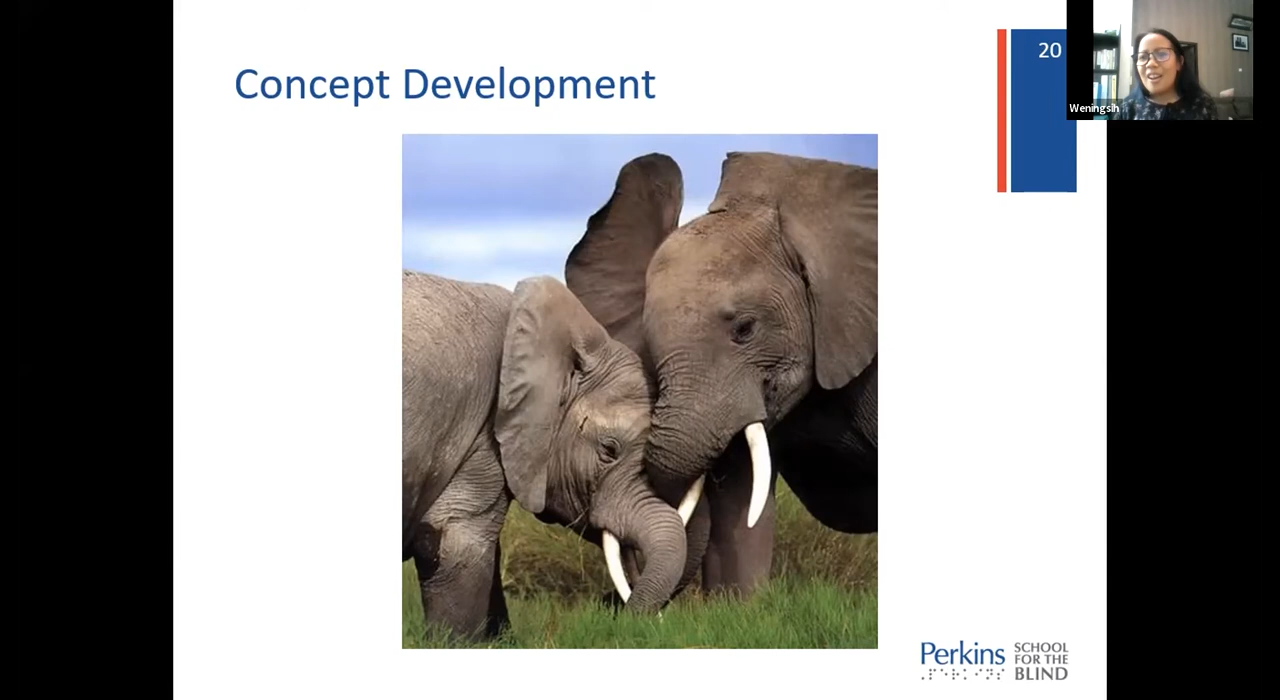 Concept Development
20
Weningsih
Perkins
SCHOOL
FOR THE
BLIND